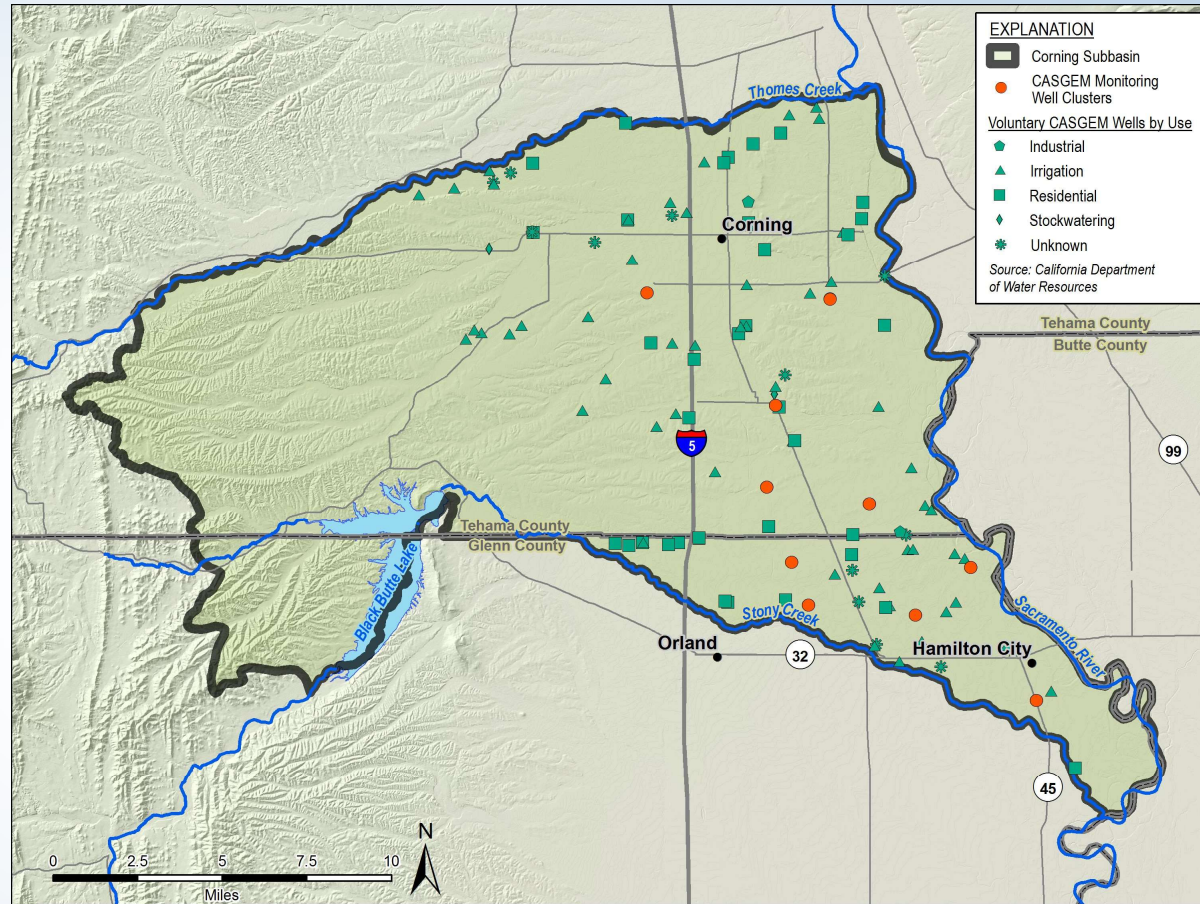 EXPLANATION
Corning Subbasin
CASGEM Monitoring
Well Clusters
Voluntary CASGEM Wells by Use
Industrial
Irrigation
Residential
Stockwatering
Unknown
Source: California Department
of Water Resources
Thomes Creek
Corning
Tehama County
Butte County
5
99
Tehama County
Glenn County
Black Butte Lake
Stony Creek
Sacramento River
Orland
32
Hamilton City
45
N
0 2.5 5 7.5 10
Miles